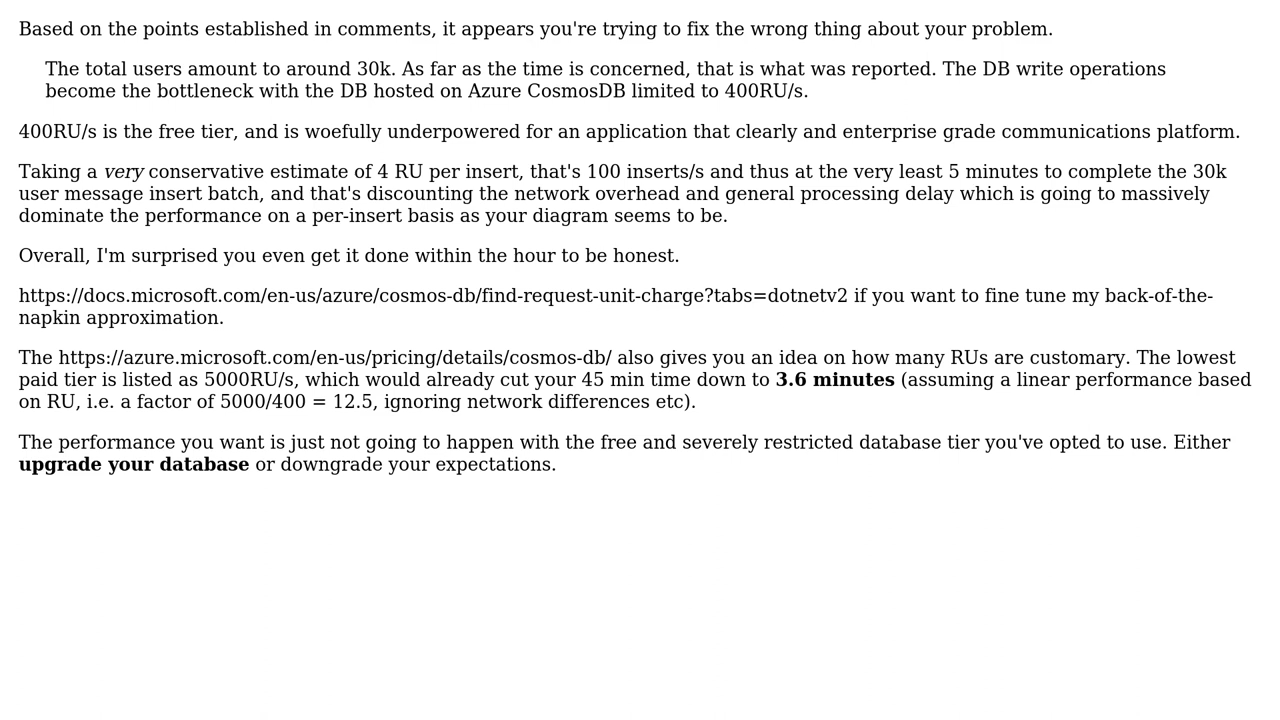 Based on the points established in comments, it appears you're trying to fix the wrong thing about your problem.
The total users amount to around 30k. As far as the time is concerned, that is what was reported. The DB write operations
become the bottleneck with the DB hosted on Azure CosmosDB limited to 400RU/s.
400RU/s is the free tier, and is woefully underpowered for an application that clearly and enterprise grade communications platform.
Taking a very conservative estimate of 4 RU per insert, that's 100 inserts/s and thus at the very least 5 minutes to complete the 30k
user message insert batch, and that's discounting the network overhead and general processing delay which is going to massively
dominate the performance on a per-insert basis as your diagram seems to be.
Overall, I'm surprised you even get it done within the hour to be honest.
https://docs.microsoft.com/en-us/azure/cosmos-db/find-request-unit-charge?tabs=dotnetv2 if you want to fine tune my back-of-the-
napkin approximation.
The https://azure.microsoft.com/en-us/pricing/details/cosmos-db/ also gives you an idea on how many RUs are customary. The lowest
paid tier is listed as 5000RU/s, which would already cut your 45 min time down to 3.6 minutes (assuming a linear performance based
on RU, i.e. a factor of 5000/400 = 12.5, ignoring network differences etc).
The performance you want is just not going to happen with the free and severely restricted database tier you've opted to use. Either
upgrade your database or downgrade your expectations.